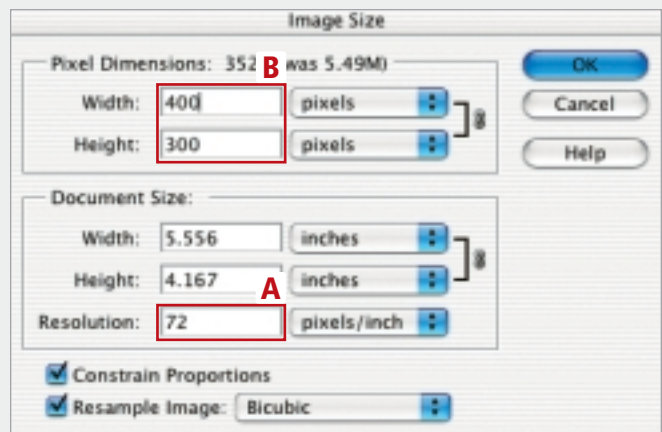 Image Size
Pixel Dimensions: 352 B was 5.49M)
Width: 400 pixels
Height: 300 pixels
OK
Cancel
Help
Document Size:
Width: 5.556 inches
Height: 4.167 A inches
Resolution: 72 pixels/inch
Constrain Proportions
Resample Image: Bicubic